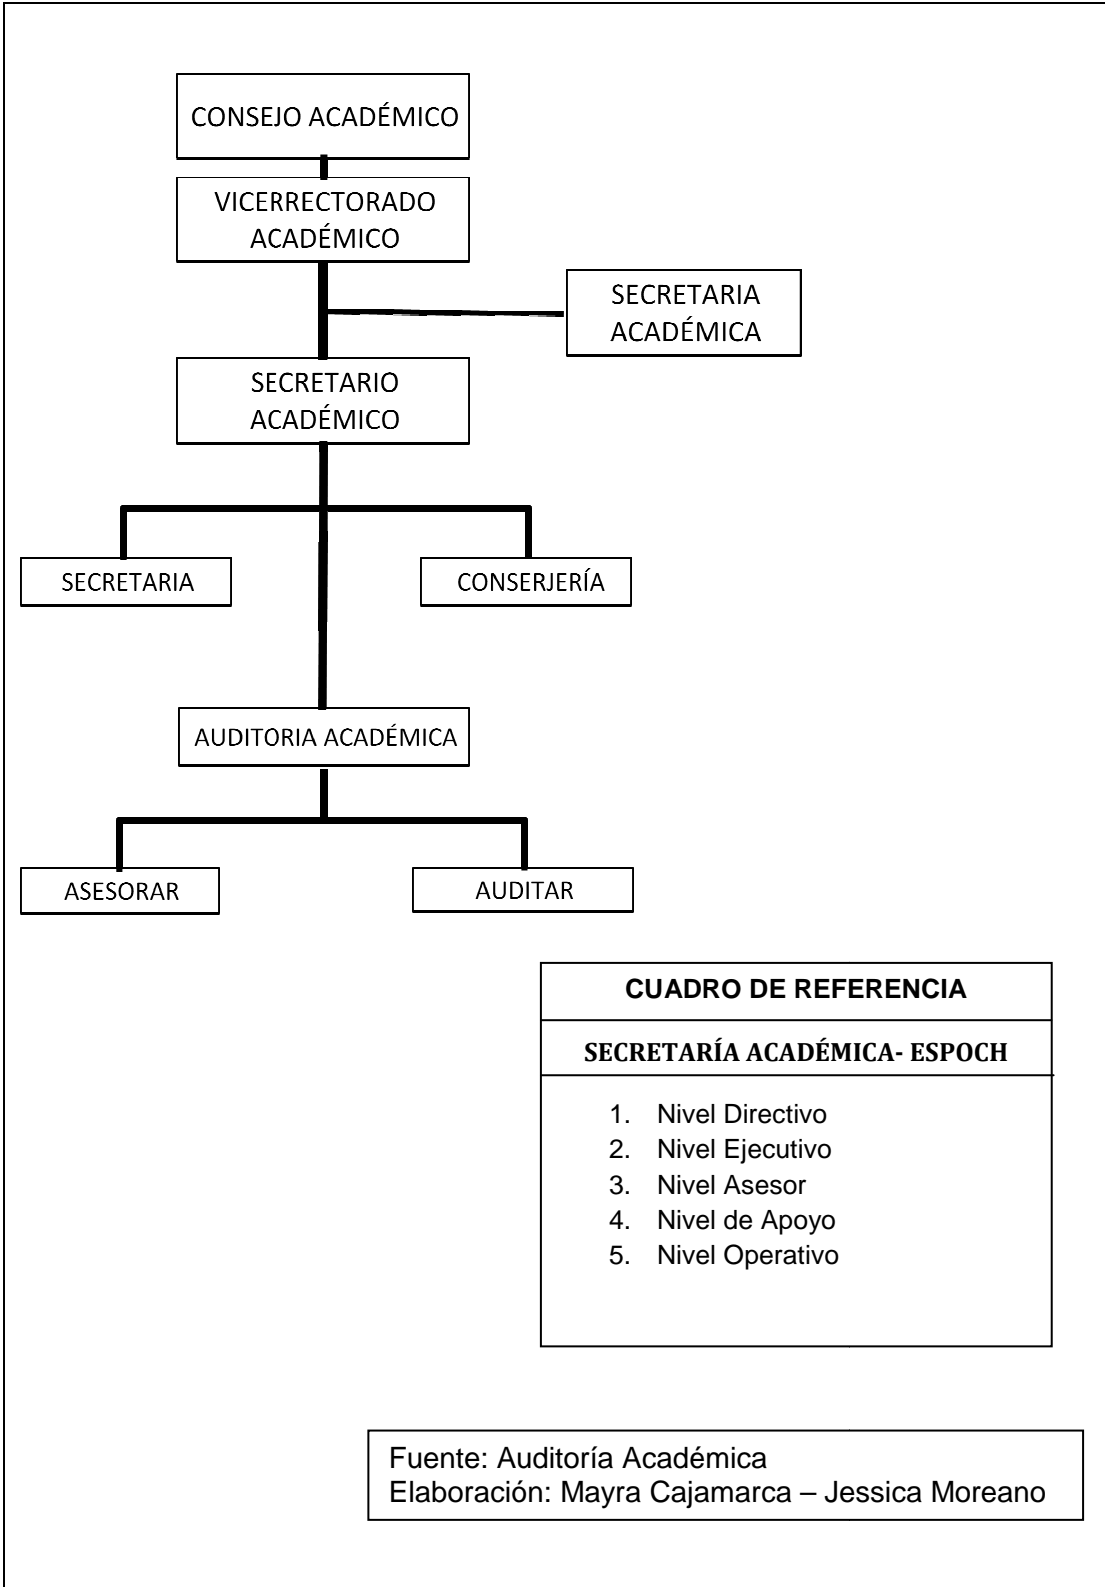 CONSEJO ACADÉMICO
VICERRECTORADO
ACADÉMICO
SECRETARIA
ACADÉMICA
SECRETARIO
ACADÉMICO
SECRETARIA
CONSERJERÍA
AUDITORIA ACADÉMICA
ASESORAR
AUDITAR
CUADRO DE REFERENCIA
SECRETARÍA ACADÉMICA- ESPOCH
1. Nivel Directivo
2. Nivel Ejecutivo
3. Nivel Asesor
4. Nivel de Apoyo
5. Nivel Operativo
Fuente: Auditoría Académica
Elaboración: Mayra Cajamarca – Jessica Moreano